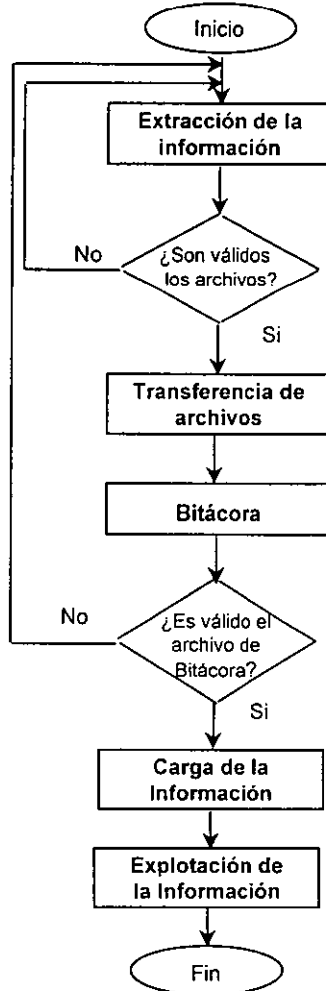 Inicio
Extracción de la
información
¿Son válidos
los archivos?
No
Si
Transferencia de
archivos
Bitácora
¿Es válido el
archivo de
Bitácora?
No
Si
Carga de la
Información
Explotación de
la Información
Fin